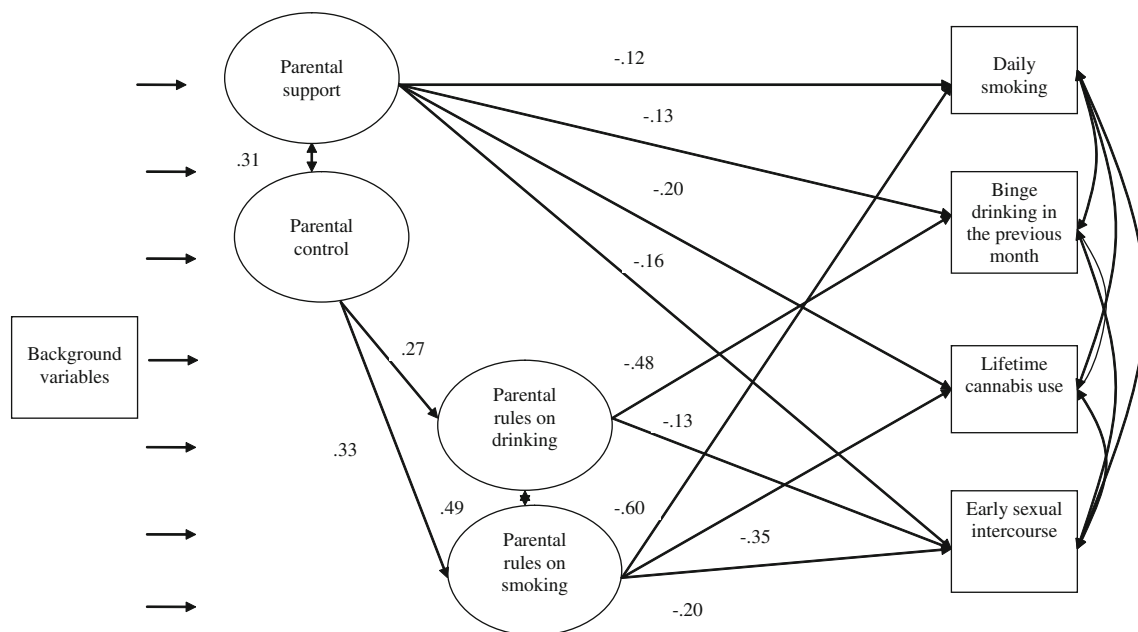 Parental
support
-.12
Daily
smoking
-.13
.31
-.20
Parental
control
Binge
drinking in
the previous
month
-.16
Background
variables
.27
-.48
Lifetime
cannabis use
Parental
rules on
drinking
-.13
.33
.49
-.60
Parental
rules on
smoking
-.35
Early sexual
intercourse
-.20